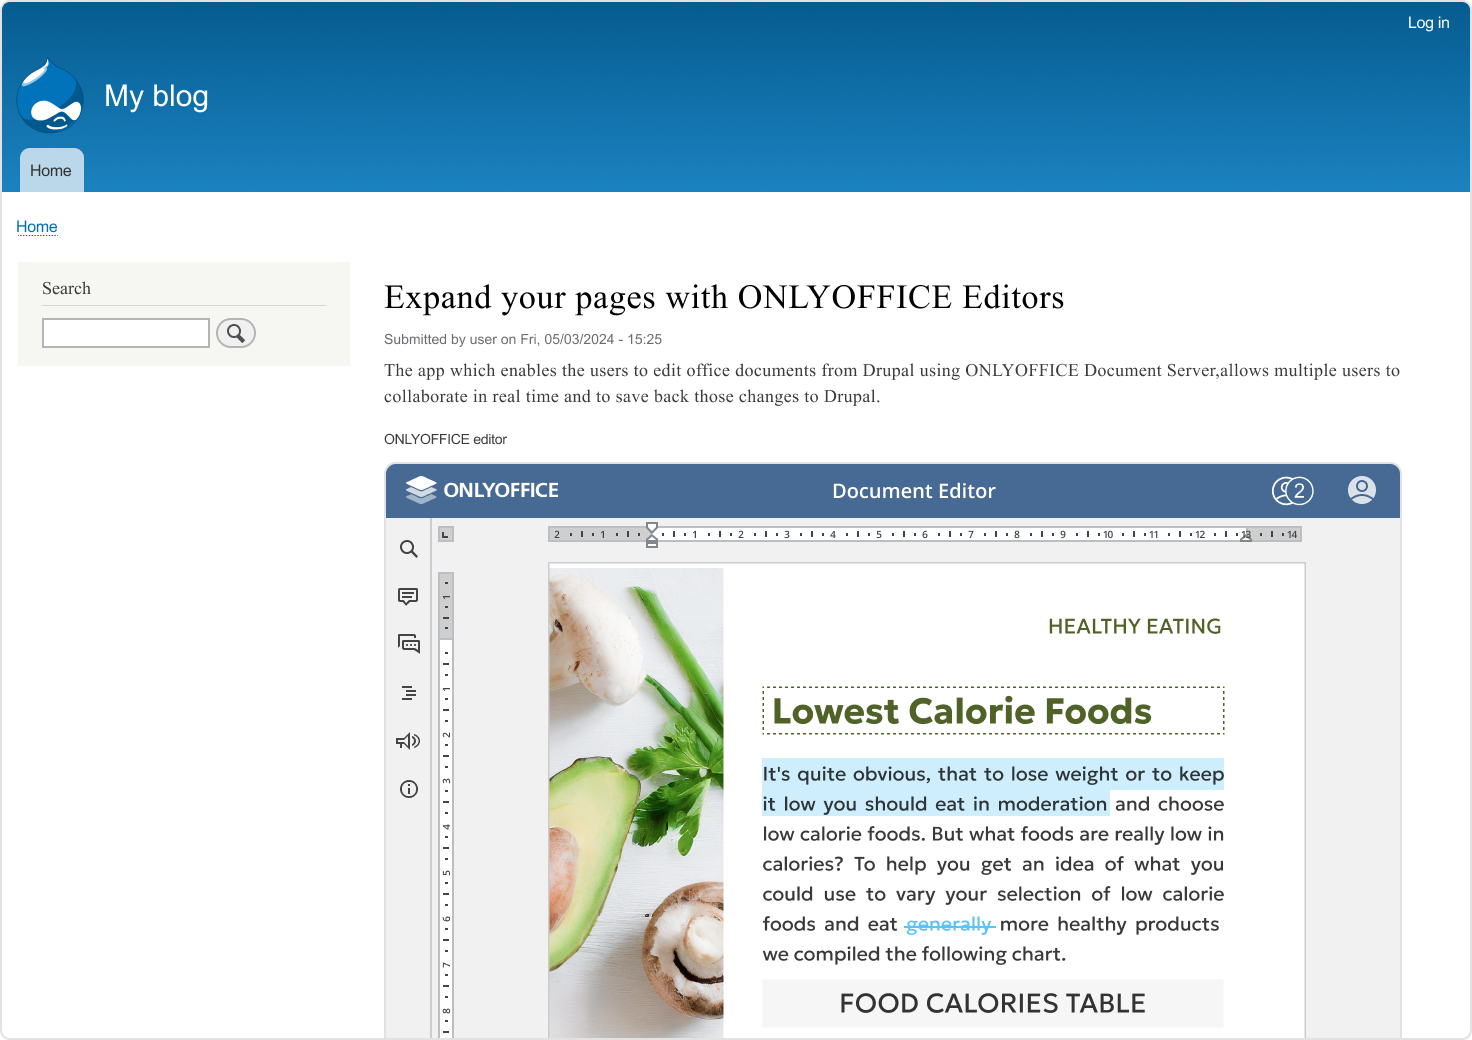 Log in
My blog
Home
Home
Search
Expand your pages with ONLYOFFICE Editors
Submitted by user on Fri, 05/03/2024 - 15:25
The app which enables the users to edit office documents from Drupal using ONLYOFFICE Document Server,allows multiple users to
collaborate in real time and to save back those changes to Drupal.
ONLYOFFICE editor
ONLYOFFICE
Document Editor
2
2 1 1 2 3 4 5 6 7 8 9 10 11 12 13 14
1
1
2
3
4
5
6
7
8
HEALTHY EATING
Lowest Calorie Foods
It's quite obvious, that to lose weight or to keep
it low you should eat in moderation and choose
low calorie foods. But what foods are really low in
calories? To help you get an idea of what you
could use to vary your selection of low calorie
foods and eat generally more healthy products
we compiled the following chart.
FOOD CALORIES TABLE